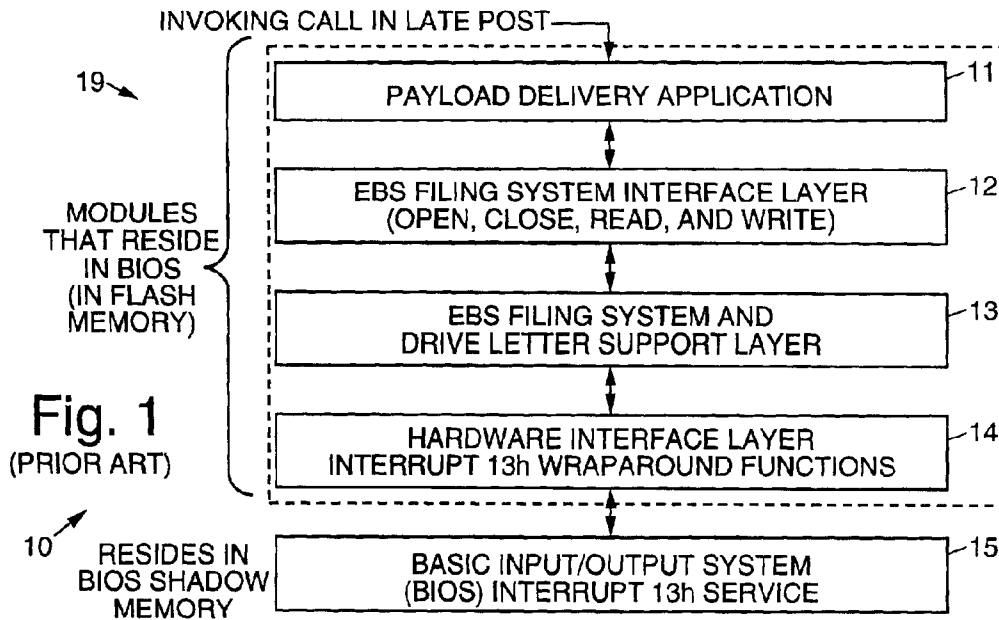 INVOKING CALL IN LATE POST
19
11
PAYLOAD DELIVERY APPLICATION
12
EBS FILING SYSTEM INTERFACE LAYER
(OPEN, CLOSE, READ, AND WRITE)
MODULES
THAT RESIDE
IN BIOS
(IN FLASH
MEMORY)
13
EBS FILING SYSTEM AND
DRIVE LETTER SUPPORT LAYER
Fig. 1
(PRIOR ART)
14
HARDWARE INTERFACE LAYER
INTERRUPT 13h WRAPAROUND FUNCTIONS
10
RESIDES IN
BIOS SHADOW
MEMORY
15
BASIC INPUT/OUTPUT SYSTEM
(BIOS) INTERRUPT 13h SERVICE